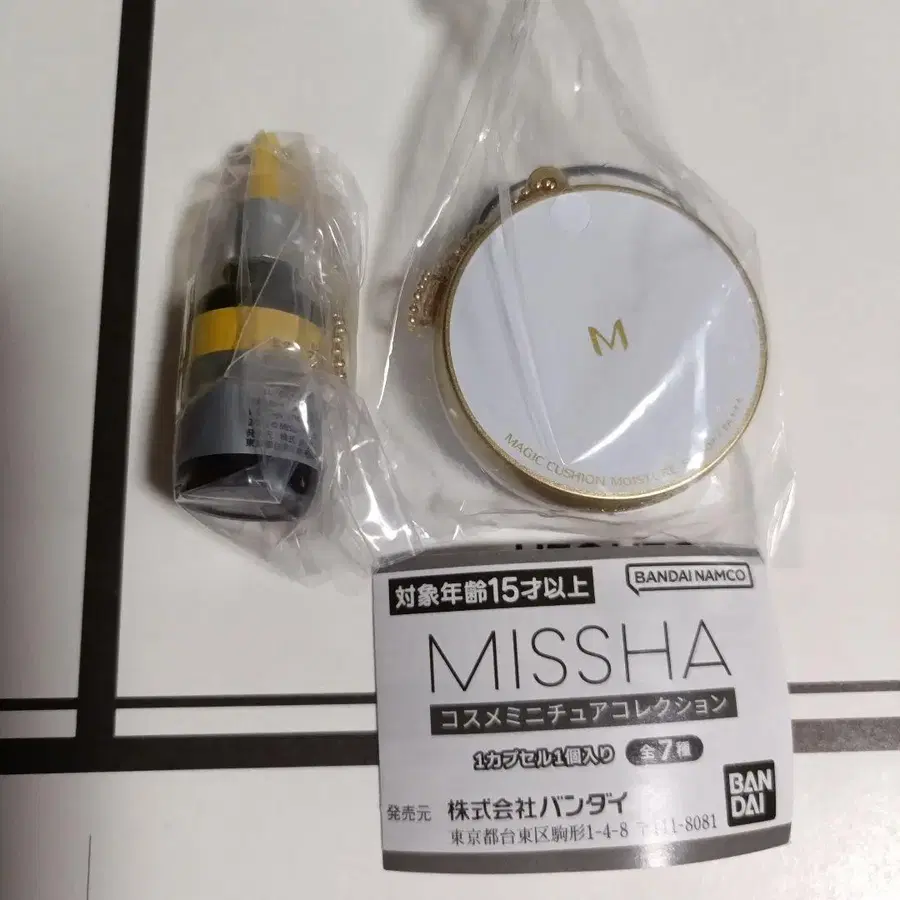 M
MAGIC CUSHION
対象年齢15才以上
BANDAI NAMCO
MISSHA
コスメミニチュアコレクション
1カプセル1個入り 全7種
発売元 株式会社バンダイ
東京都台東区駒形1-4-8 〒111-8081
BAN
DAI